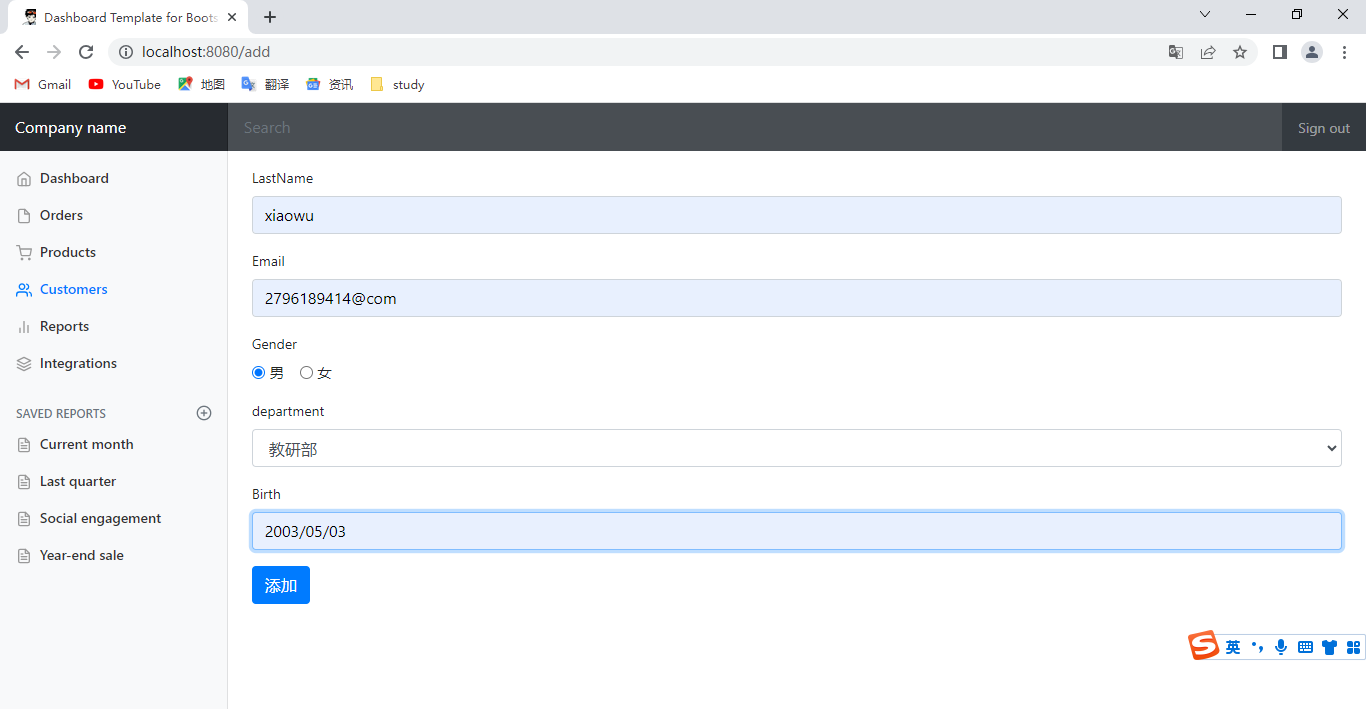 Dashboard Template for Boots
localhost:8080/add
Gmail YouTube 地图 翻译 资讯 study
Company name Search Sign out
Dashboard
Orders
Products
Customers
Reports
Integrations
SAVED REPORTS
Current month
Last quarter
Social engagement
Year-end sale
LastName
xiaowu
Email
2796189414@com
Gender
男 女
department
教研部
Birth
2003/05/03
添加
英